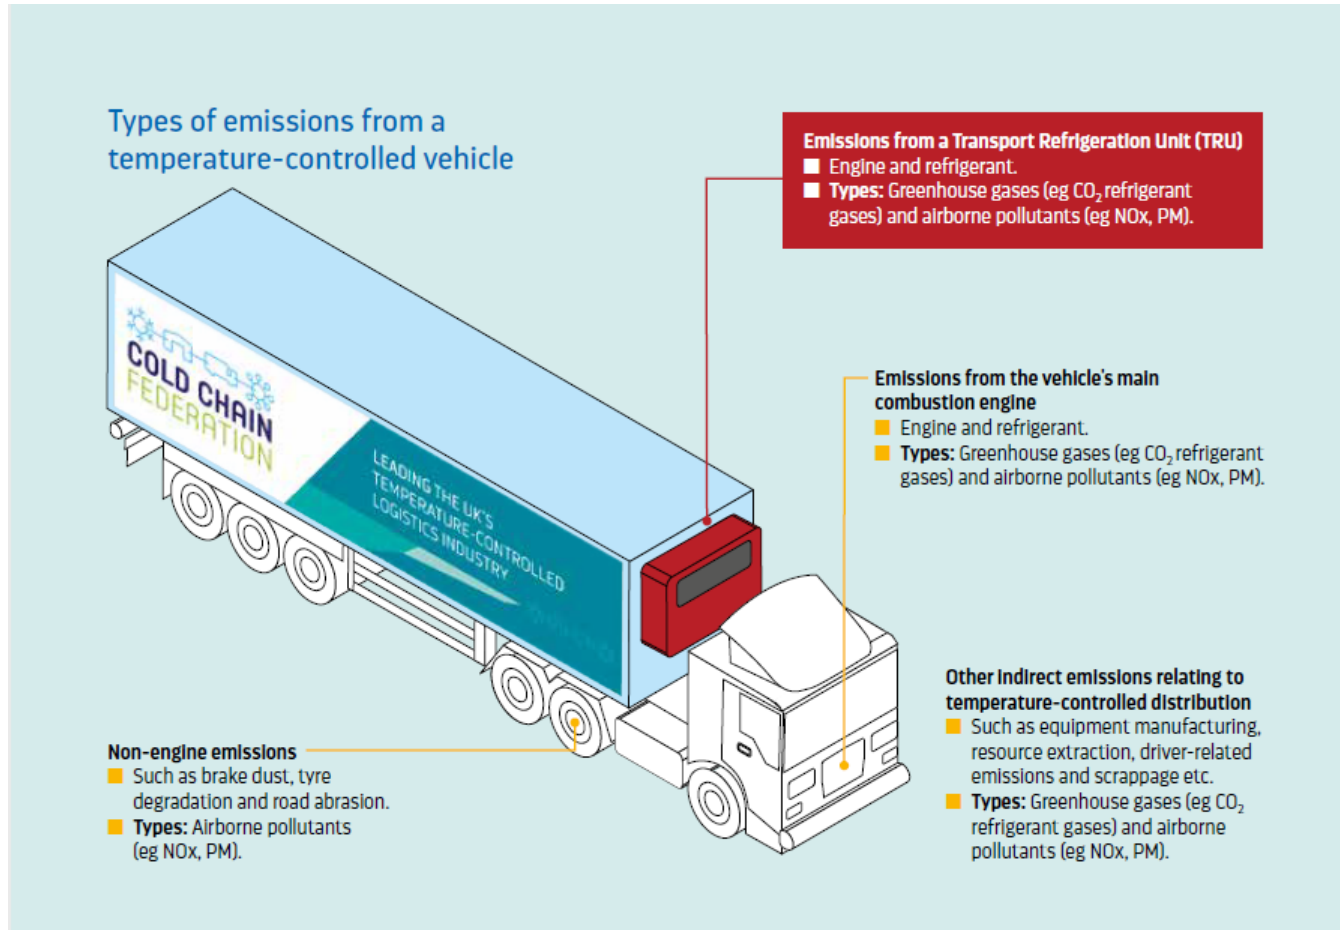 Types of emissions from a
temperature-controlled vehicle
Emissions from a Transport Refrigeration Unit (TRU)
Engine and refrigerant.
Types: Greenhouse gases (eg CO₂ refrigerant
gases) and airborne pollutants (eg NOx, PM).
COLD CHAIN
FEDERATION
LEADING THE UK'S
TEMPERATURE-CONTROLLED
LOGISTICS INDUSTRY
Emissions from the vehicle's main
combustion engine
Engine and refrigerant.
Types: Greenhouse gases (eg CO₂ refrigerant
gases) and airborne pollutants (eg NOx, PM).
Other indirect emissions relating to
temperature-controlled distribution
Such as equipment manufacturing,
resource extraction, driver-related
emissions and scrappage etc.
Types: Greenhouse gases (eg CO₂
refrigerant gases) and airborne
pollutants (eg NOx, PM).
Non-engine emissions
Such as brake dust, tyre
degradation and road abrasion.
Types: Airborne pollutants
(eg NOx, PM).